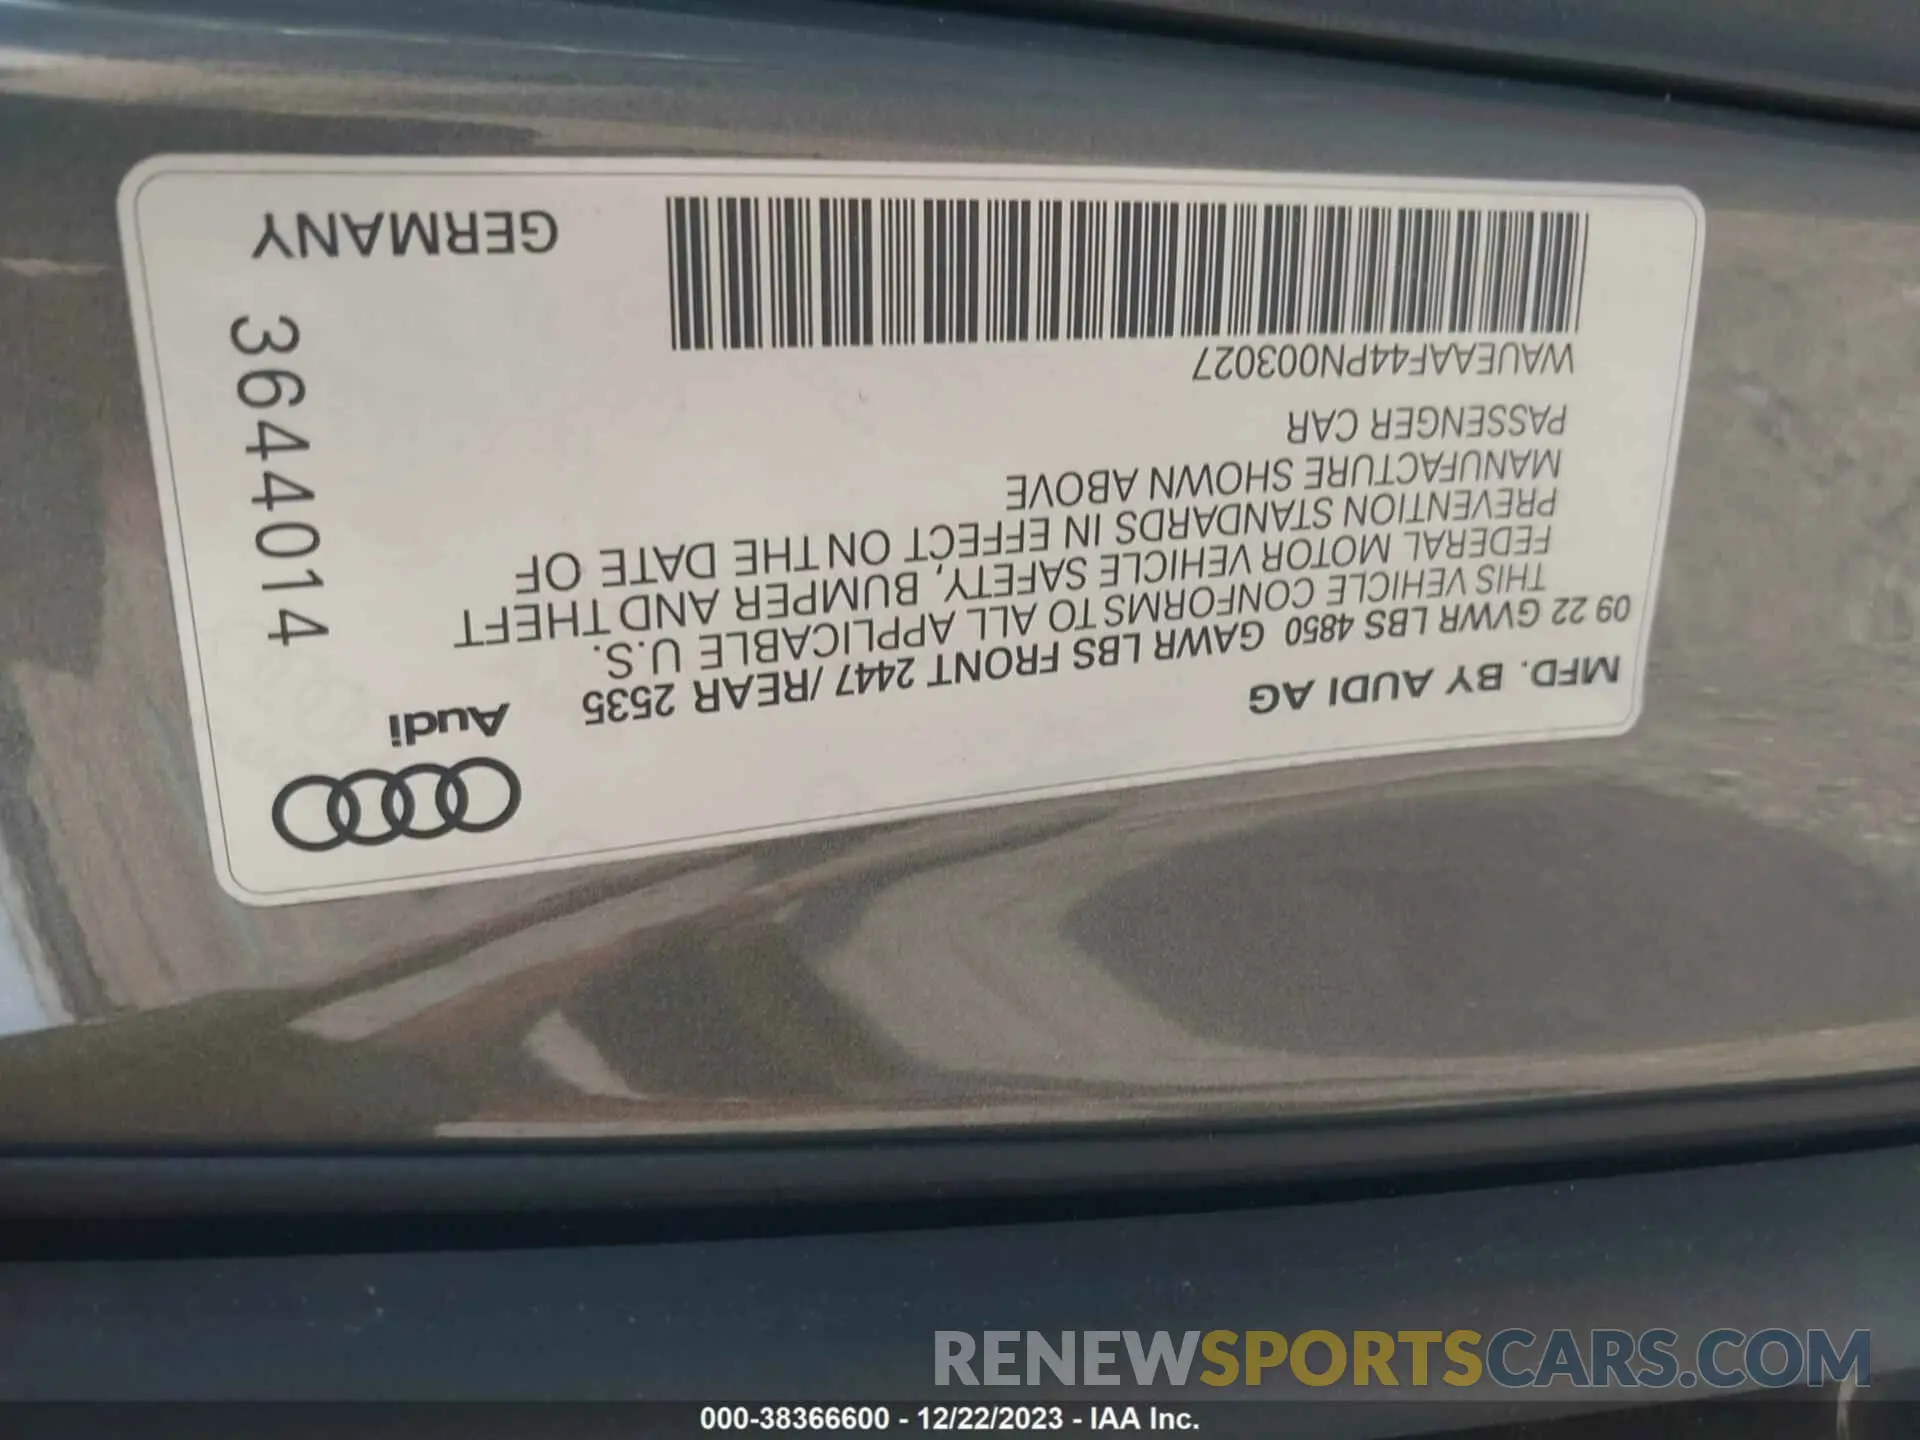 MFD. BY AUDI AG
Audi
09 22 GVWR LBS 4850 GAWR LBS FRONT 2447 /REAR 2535
THIS VEHICLE CONFORMS TO ALL APPLICABLE U.S.
FEDERAL MOTOR VEHICLE SAFETY, BUMPER AND THEFT
PREVENTION STANDARDS IN EFFECT ON THE DATE OF
MANUFACTURE SHOWN ABOVE
PASSENGER CAR
WAUEAAF44PN003027
GERMANY
3644014
RENEWSPORTSCARS.COM
000-38366600 - 12/22/2023 - IAA Inc.